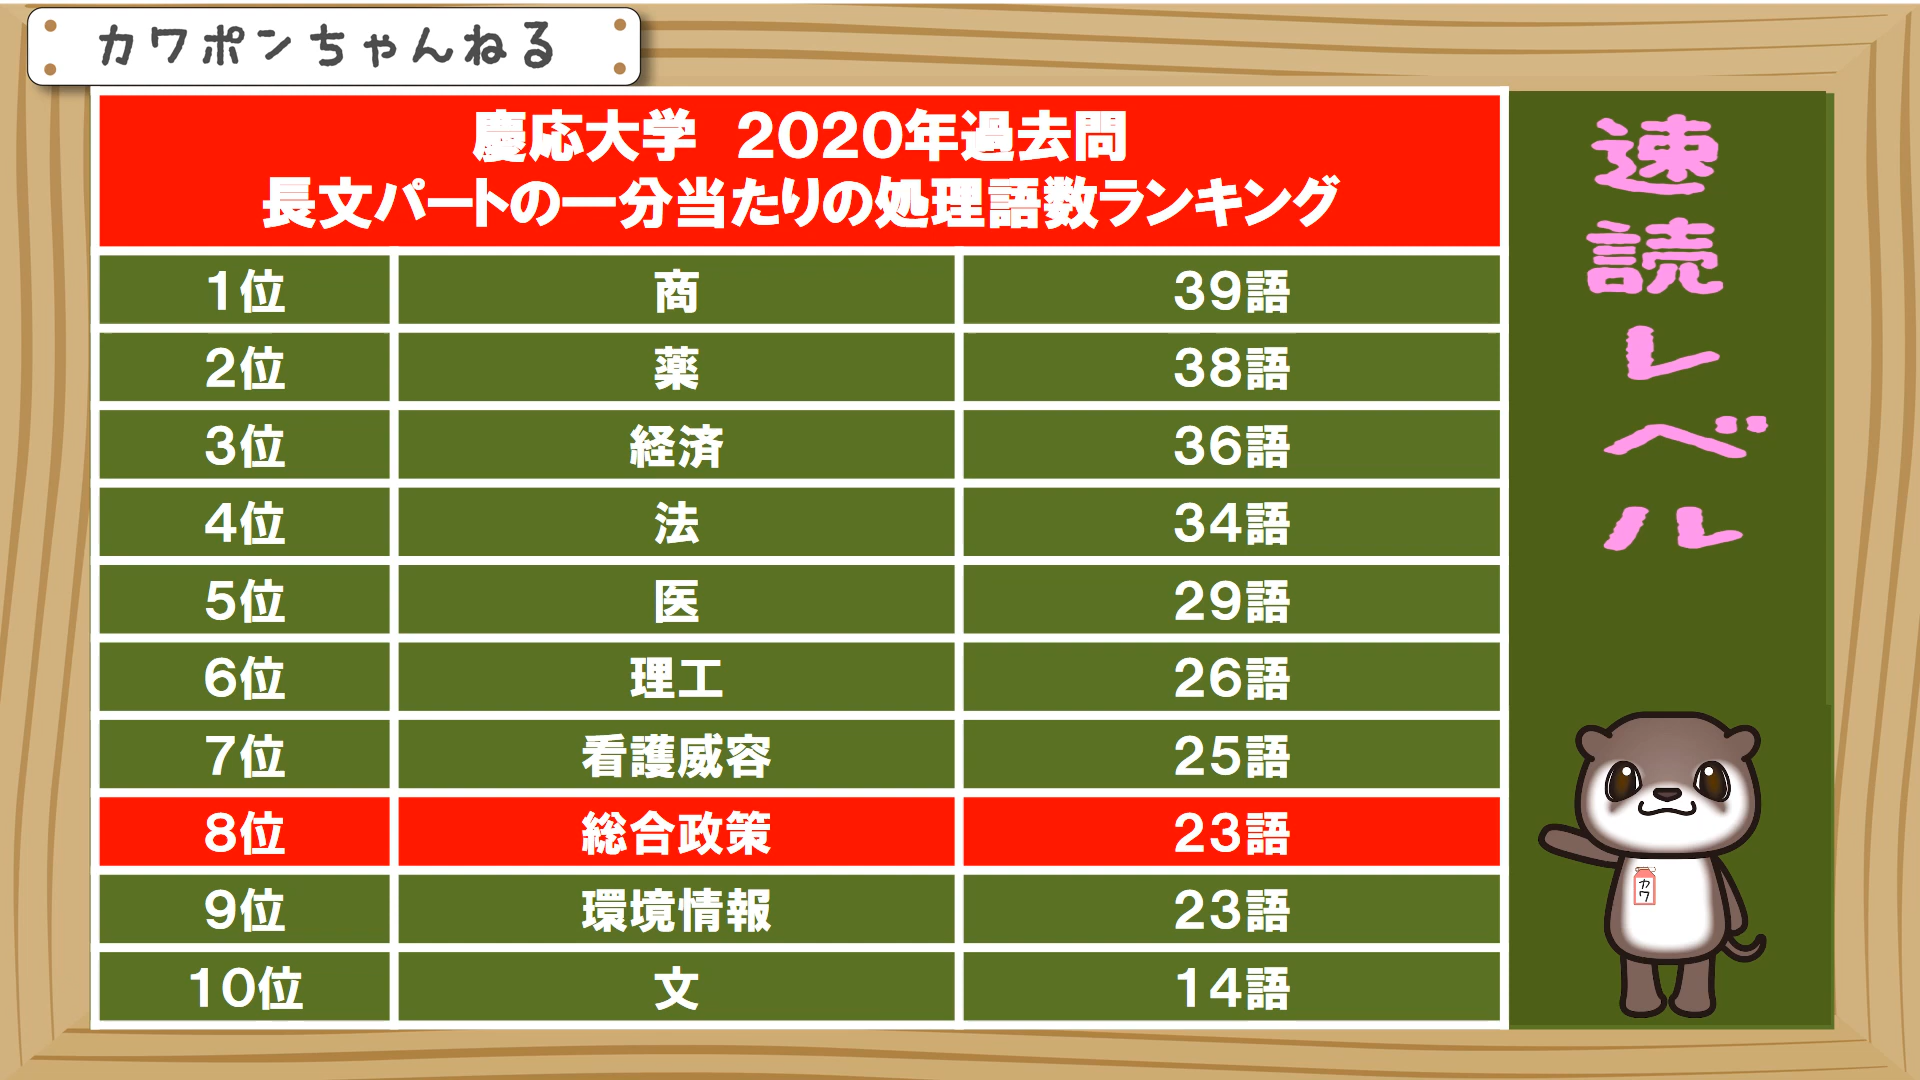 カワポンちゃんねる
慶応大学　2020年過去問
長文パートの一分当たりの処理語数ランキング
1位 商 39語
2位 薬 38語
3位 経済 36語
4位 法 34語
5位 医 29語
6位 理工 26語
7位 看護威容 25語
8位 総合政策 23語
9位 環境情報 23語
10位 文 14語
速読レベル
カワ